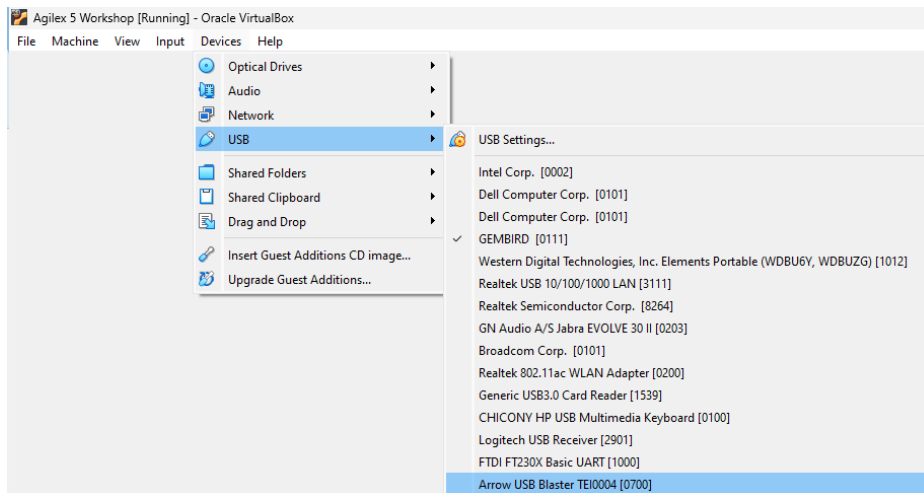 Agilex 5 Workshop [Running] - Oracle VirtualBox
File Machine View Input Devices Help
Optical Drives
Audio
Network
USB
Shared Folders
Shared Clipboard
Drag and Drop
Insert Guest Additions CD image...
Upgrade Guest Additions...
USB Settings...
Intel Corp. [0002]
Dell Computer Corp. [0101]
Dell Computer Corp. [0101]
GEMBIRD [0111]
Western Digital Technologies, Inc. Elements Portable (WDBU6Y, WDBUZG) [1012]
Realtek USB 10/100/1000 LAN [3111]
Realtek Semiconductor Corp. [8264]
GN Audio A/S Jabra EVOLVE 30 II [0203]
Broadcom Corp. [0101]
Realtek 802.11ac WLAN Adapter [0200]
Generic USB3.0 Card Reader [1539]
CHICONY HP USB Multimedia Keyboard [0100]
Logitech USB Receiver [2901]
FTDI FT230X Basic UART [1000]
Arrow USB Blaster TEI0004 [0700]